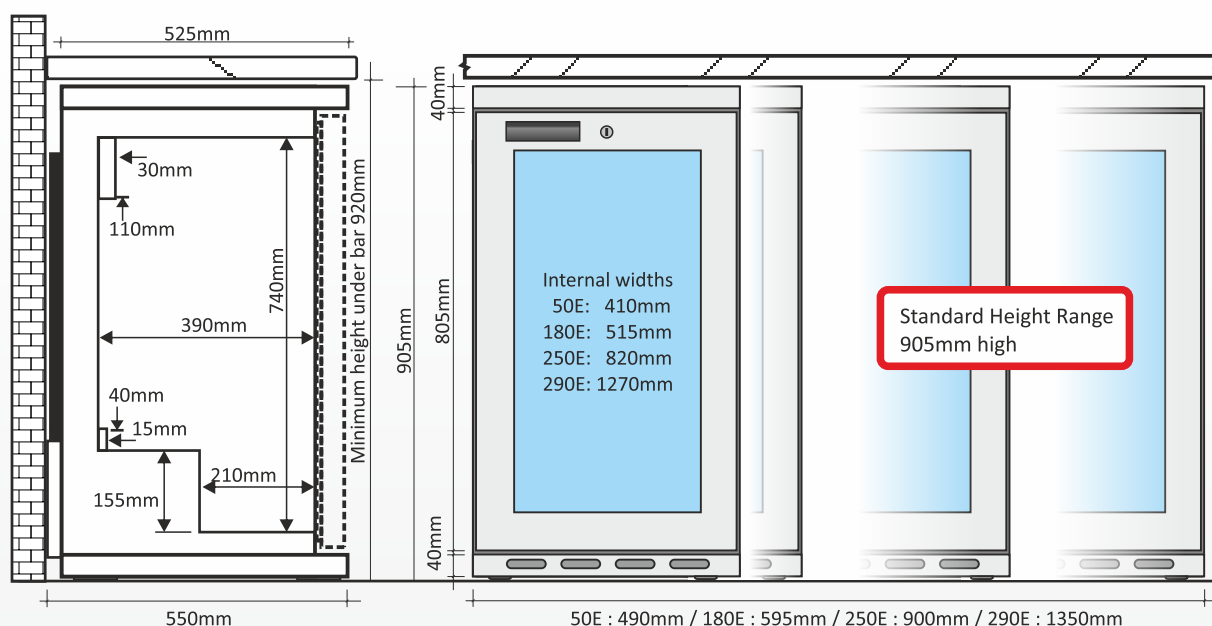 525mm
30mm
110mm
740mm
390mm
40mm
15mm
210mm
155mm
550mm
Minimum height under bar 920mm
905mm
40mm
805mm
40mm
Internal widths
50E: 410mm
180E: 515mm
250E: 820mm
290E: 1270mm
Standard Height Range
905mm high
50E : 490mm / 180E : 595mm / 250E : 900mm / 290E : 1350mm